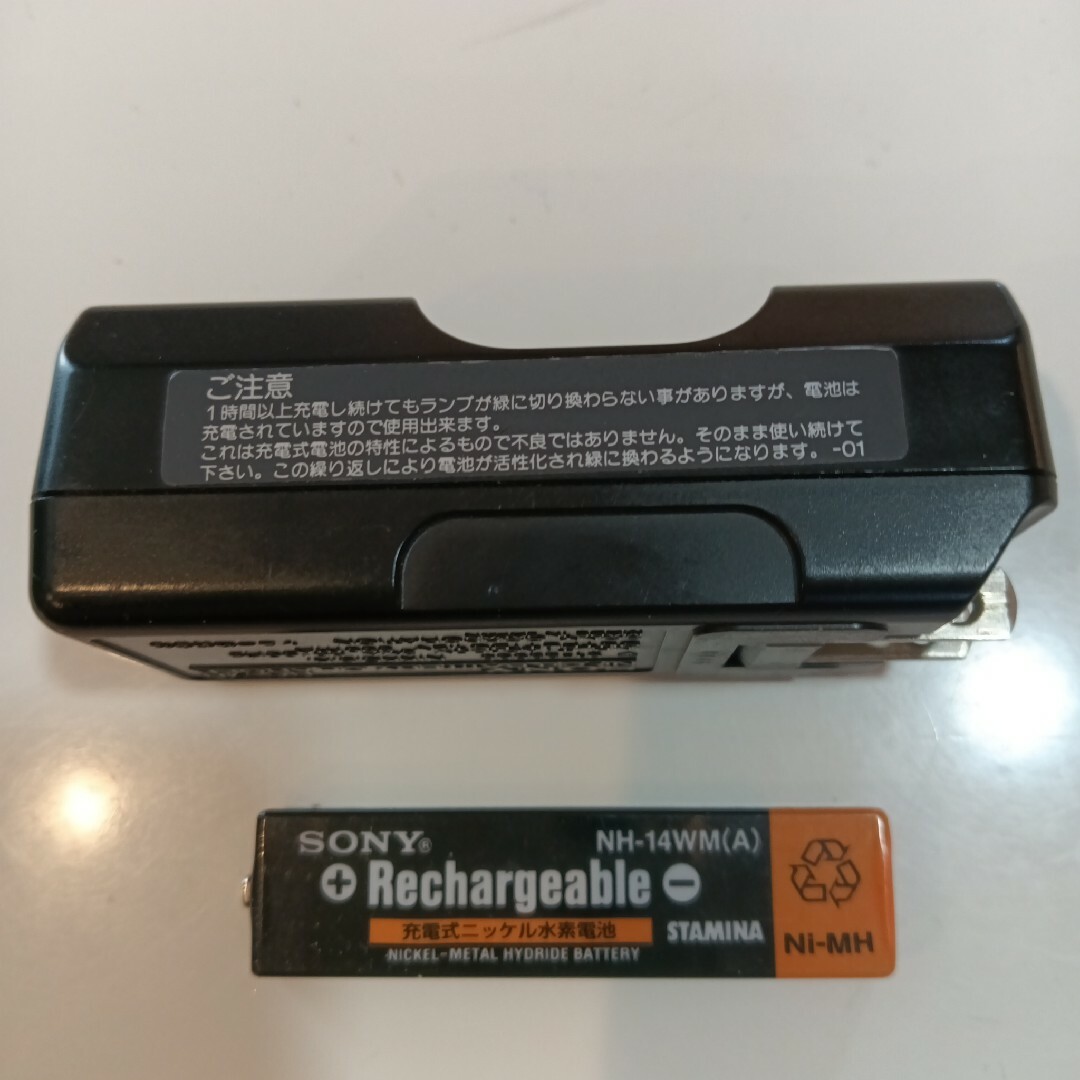 ご注意
1時間以上充電し続けてもランプが緑に切り換わらない事がありますが、電池は
充電されていますので使用出来ます。
これは充電式電池の特性によるもので不良ではありません。そのまま使い続けて
下さい。この繰り返しにより電池が活性化され緑に換わるようになります。-01
SONY® NH-14WM(A)
+ Rechargeable −
充電式ニッケル水素電池 STAMINA
NICKEL-METAL HYDRIDE BATTERY
Ni-MH